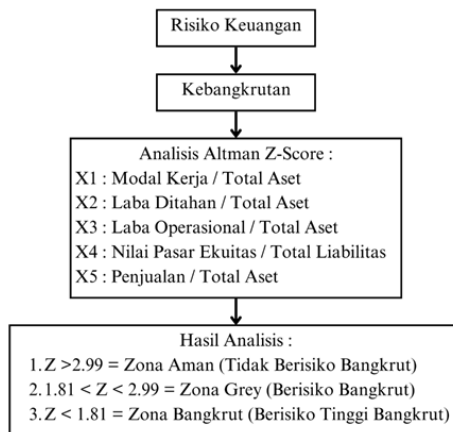 Risiko Keuangan
Kebangkrutan
Analisis Altman Z-Score :
X1 : Modal Kerja / Total Aset
X2 : Laba Ditahan / Total Aset
X3 : Laba Operasional / Total Aset
X4 : Nilai Pasar Ekuitas / Total Liabilitas
X5 : Penjualan / Total Aset
Hasil Analisis :
1. Z >2.99 = Zona Aman (Tidak Berisiko Bangkrut)
2. 1.81 < Z < 2.99 = Zona Grey (Berisiko Bangkrut)
3. Z < 1.81 = Zona Bangkrut (Berisiko Tinggi Bangkrut)